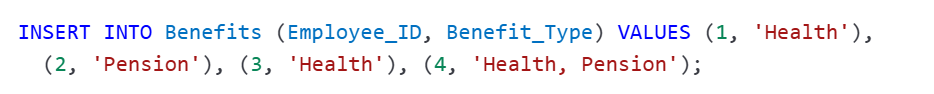 INSERT INTO Benefits (Employee_ID, Benefit_Type) VALUES (1, 'Health'),
(2, 'Pension'), (3, 'Health'), (4, 'Health, Pension');